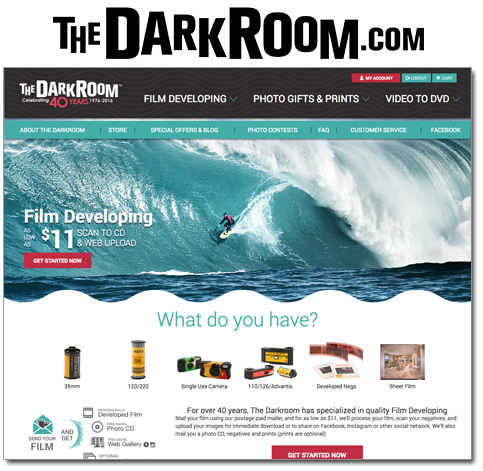 THE DARKROOM.COM
THE DARKROOM™
Celebrating 40 YEARS 1976-2016
MY ACCOUNT LOGOUT CART
FILM DEVELOPING PHOTO GIFTS & PRINTS VIDEO TO DVD
ABOUT THE DARKROOM | STORE | SPECIAL OFFERS & BLOG | PHOTO CONTESTS | FAQ | CUSTOMER SERVICE | FACEBOOK
Film Developing
AS LOW AS $11 SCAN TO CD & WEB UPLOAD
GET STARTED NOW
What do you have?
35mm 120/220 Single Use Camera 110/126/Advantix Developed Negs Sheet Film
SEND YOUR FILM AND GET
PROFESSIONALLY
Developed Film
FREE DIGITAL
Photo CD
FREE DIGITAL
Web Gallery
OPTIONAL
For over 40 years, The Darkroom has specialized in quality Film Developing
Mail your film using our postage paid mailer, and for as low as $11, we'll process your film, scan your negatives, and
upload your images for immediate download or to share on Facebook, Instagram or other social network. We'll also
mail you a photo CD, negatives and prints (prints are optional)
GET STARTED NOW